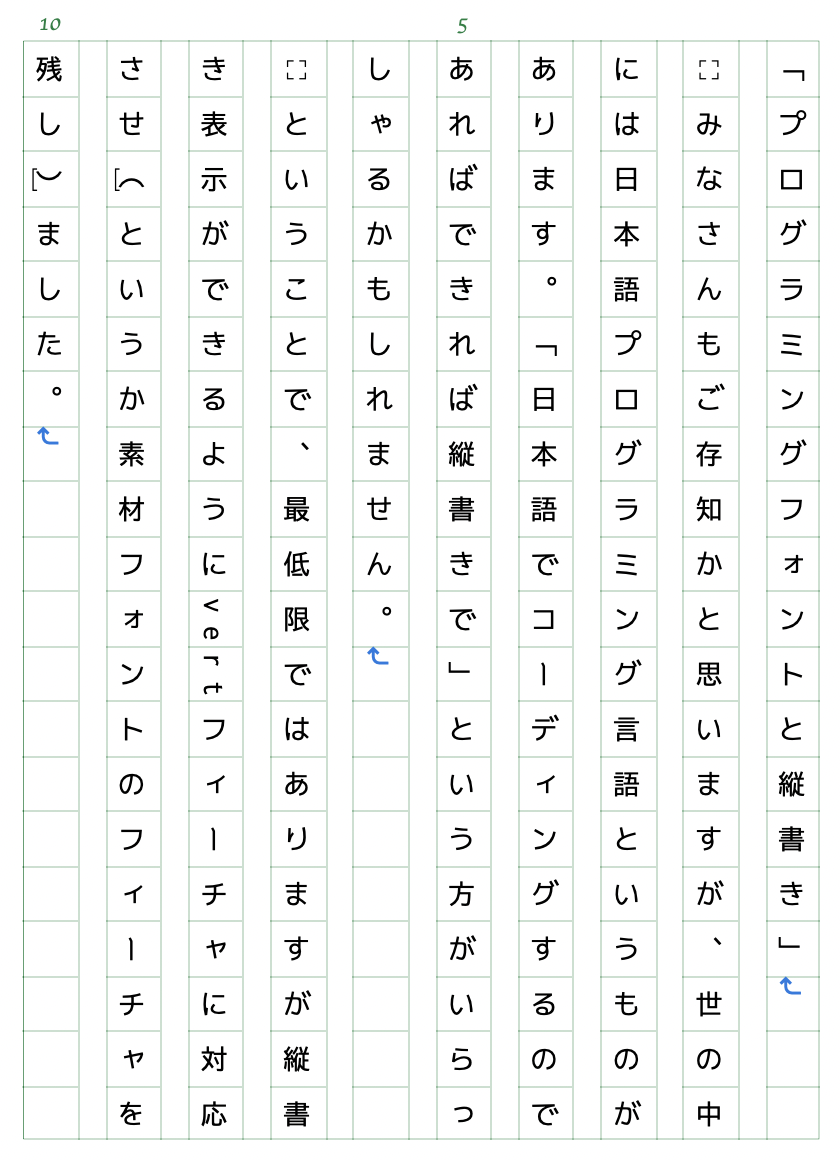 10
5
「プログラミングフォントと縦書き」
　みなさんもご存知かと思いますが、世の中
には日本語プログラミング言語というものが
あります。「日本語でコーディングするので
あればできれば縦書きで」という方がいらっ
しゃるかもしれません。
　ということで、最低限ではありますが縦書
き表示ができるようにvertフィーチャに対応
させ（というか素材フォントのフィーチャを
残し）ました。